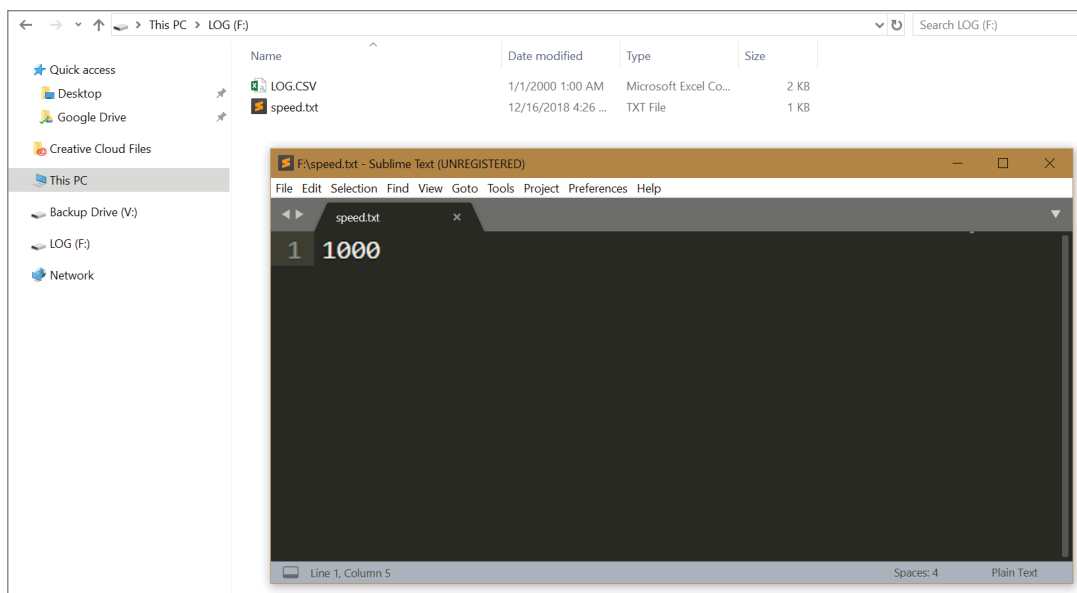 This PC > LOG (F:)
Search LOG (F:)
Name Date modified Type Size
Quick access
Desktop
Google Drive
Creative Cloud Files
This PC
Backup Drive (V:)
LOG (F:)
Network
LOG.CSV 1/1/2000 1:00 AM Microsoft Excel Co... 2 KB
speed.txt 12/16/2018 4:26 ... TXT File 1 KB
F:\speed.txt - Sublime Text (UNREGISTERED)
File Edit Selection Find View Goto Tools Project Preferences Help
speed.txt
1 1000
Line 1, Column 5 Spaces: 4 Plain Text